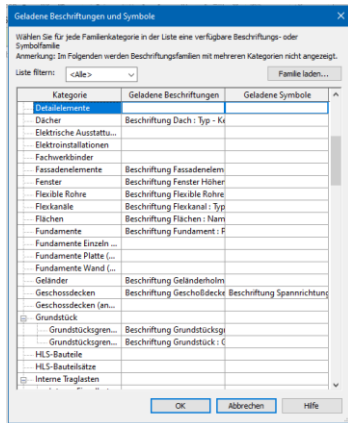 Geladene Beschriftungen und Symbole
Wählen Sie für jede Familienkategorie in der Liste eine verfügbare Beschriftungs- oder
Symbolfamilie
Anmerkung: Im Folgenden werden Beschriftungsfamilien mit mehreren Kategorien nicht angezeigt.
Liste filtern: <Alle> Familie laden...
Kategorie Geladene Beschriftungen Geladene Symbole
Detailelemente
Dächer Beschriftung Dach : Typ - Ke
Elektrische Ausstattu...
Elektroinstallationen
Fachwerkbinder
Fassadenelemente Beschriftung Fassadenelem
Fenster Beschriftung Fenster Höher
Flexible Rohre Beschriftung Flexible Rohre
Flexkanäle Beschriftung Flexkanal : Typ
Flächen Beschriftung Flächen : Nam
Fundamente Beschriftung Fundament : F
Fundamente Einzeln ...
Fundamente Platte (...
Fundamente Wand (...
Geländer Beschriftung Geländerholm
Geschossdecken Beschriftung Geschoßdecke Beschriftung Spannrichtung
Geschossdecken (an...
Grundstück
Grundstücksgren... Beschriftung Grundstücksgi
Grundstücksgren... Beschriftung Grundstück : G
HLS-Bauteile
HLS-Bauteilsätze
Interne Traglasten
OK Abbrechen Hilfe